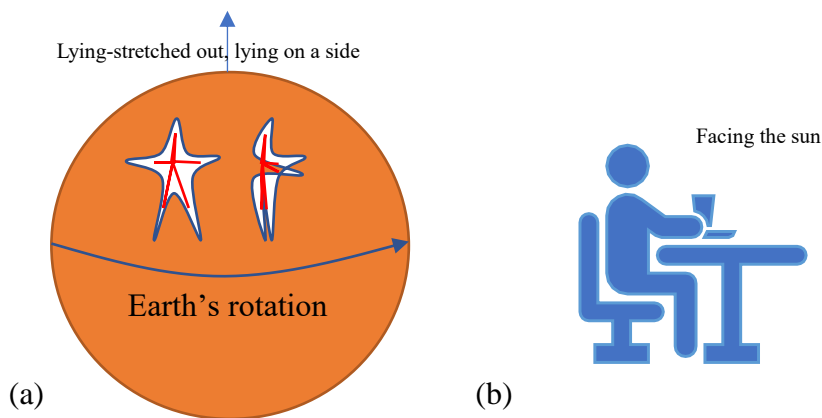 Lying-stretched out, lying on a side
Facing the sun
Earth's rotation
(a)
(b)